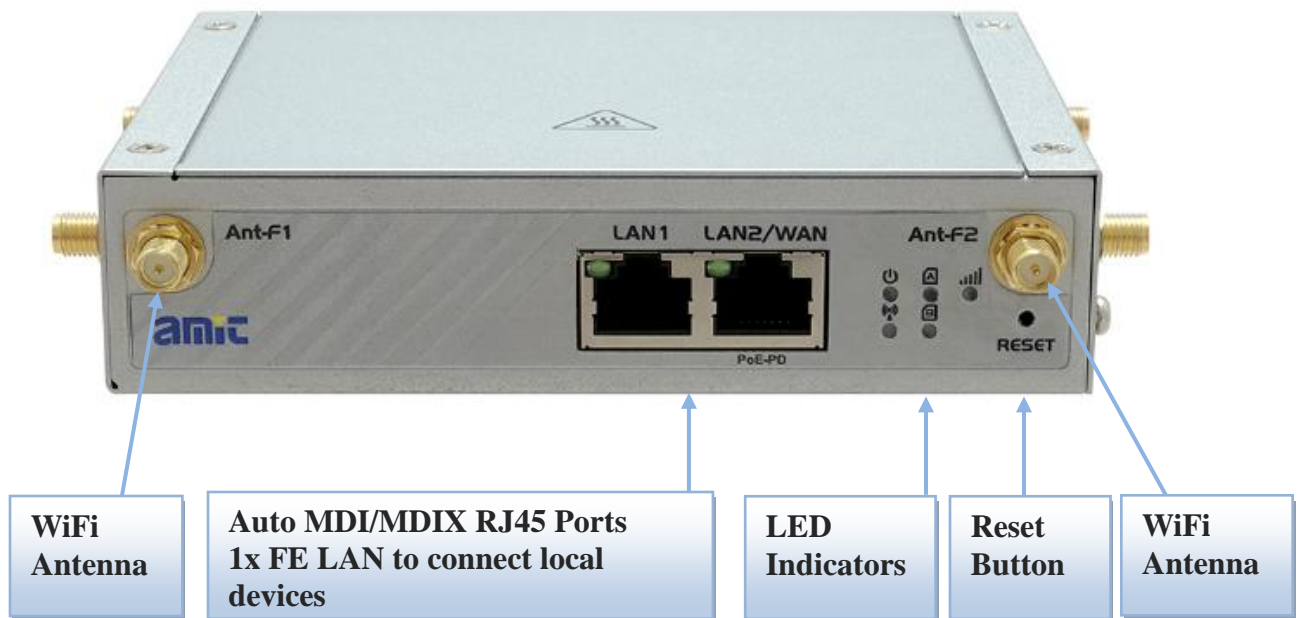 Ant-F1
LAN1
LAN2/WAN
Ant-F2
A
B
amit
PoE-PD
RESET
WiFi
Antenna
Auto MDI/MDIX RJ45 Ports
1x FE LAN to connect local
devices
LED
Indicators
Reset
Button
WiFi
Antenna